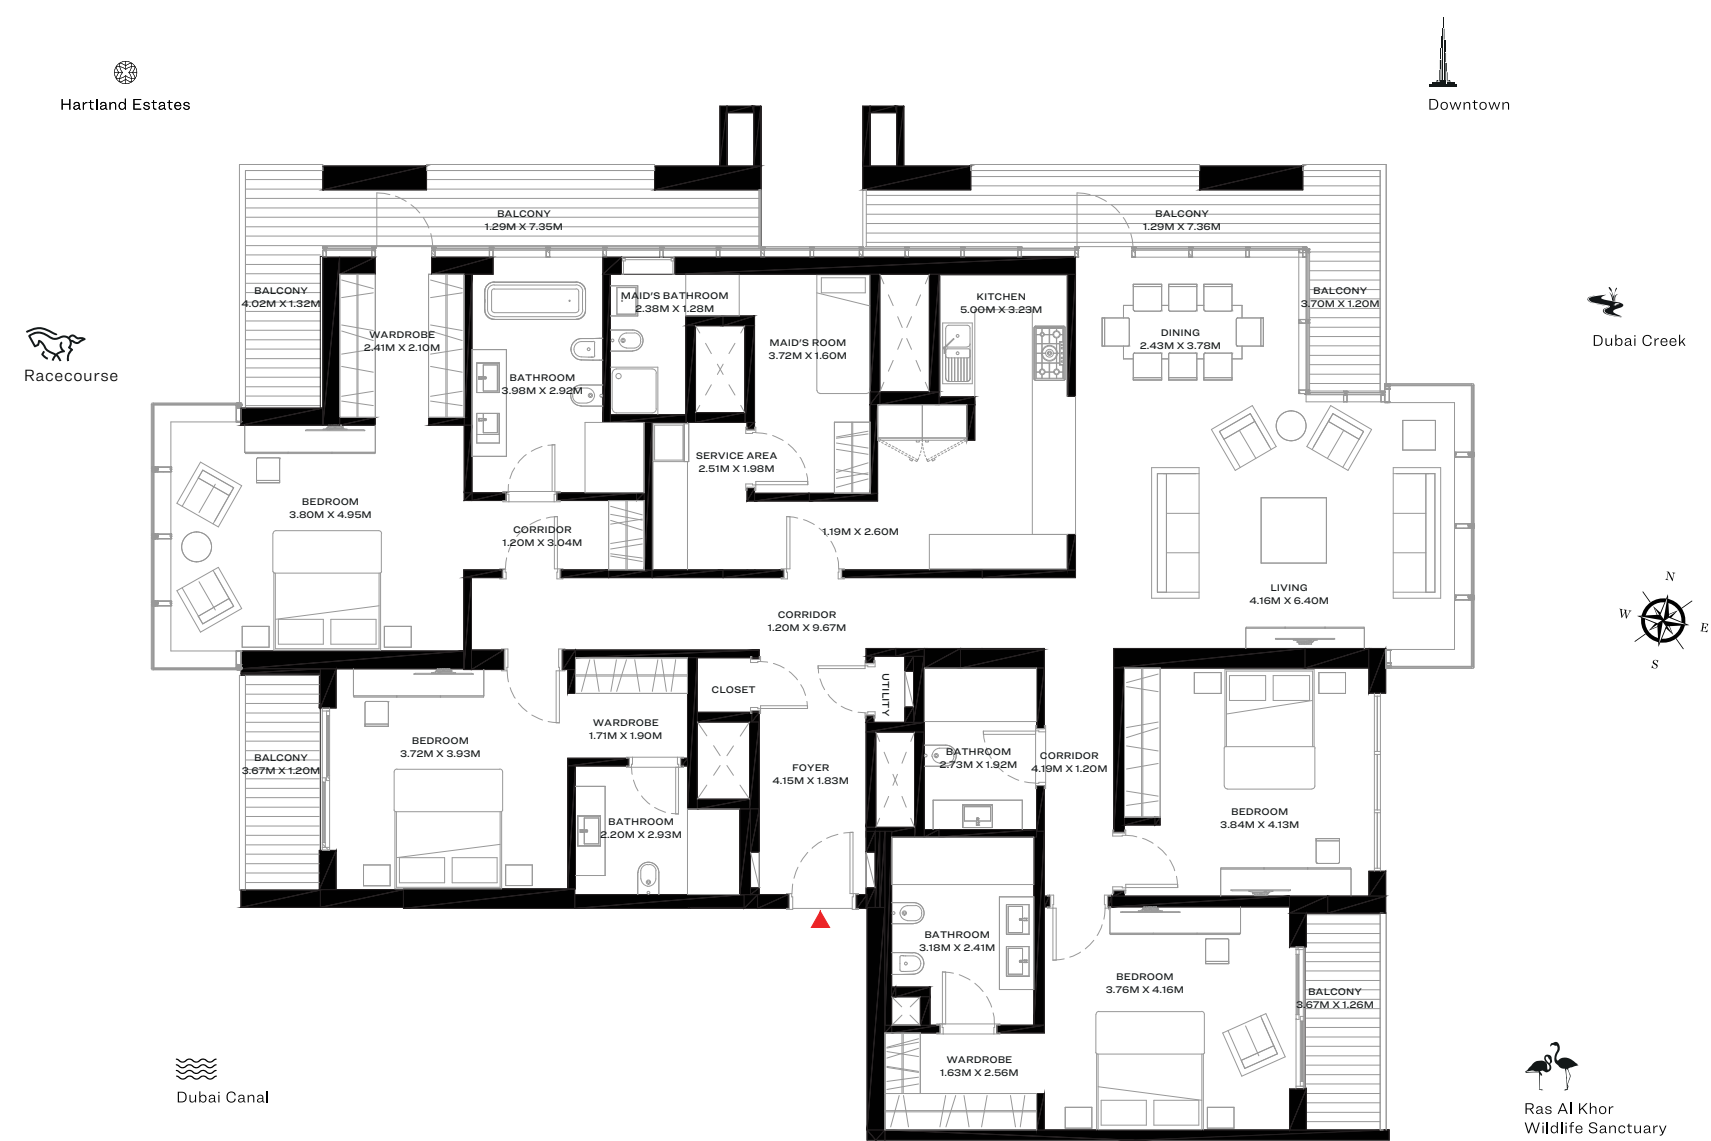 Hartland Estates
Downtown
BALCONY
1.29M X 7.35M
BALCONY
1.29M X 7.36M
BALCONY
4.02M X 1.32M
MAID'S BATHROOM
2.38M X 1.28M
KITCHEN
5.00M X 3.23M
BALCONY
3.70M X 1.20M
WARDROBE
2.41M X 2.10M
MAID'S ROOM
3.72M X 1.60M
DINING
2.43M X 3.78M
Dubai Creek
Racecourse
BATHROOM
3.98M X 2.92M
SERVICE AREA
2.51M X 1.98M
BEDROOM
3.80M X 4.95M
CORRIDOR
1.20M X 3.04M
1.19M X 2.60M
LIVING
4.16M X 6.40M
N
W
E
S
CORRIDOR
1.20M X 9.67M
CLOSET
UTILITY
WARDROBE
1.71M X 1.90M
BEDROOM
3.72M X 3.93M
BALCONY
3.67M X 1.20M
FOYER
4.15M X 1.83M
BATHROOM
2.73M X 1.92M
CORRIDOR
4.19M X 1.20M
BATHROOM
2.20M X 2.93M
BEDROOM
3.84M X 4.13M
BATHROOM
3.18M X 2.41M
BEDROOM
3.76M X 4.16M
BALCONY
3.67M X 1.26M
WARDROBE
1.63M X 2.56M
Dubai Canal
Ras Al Khor
Wildlife Sanctuary